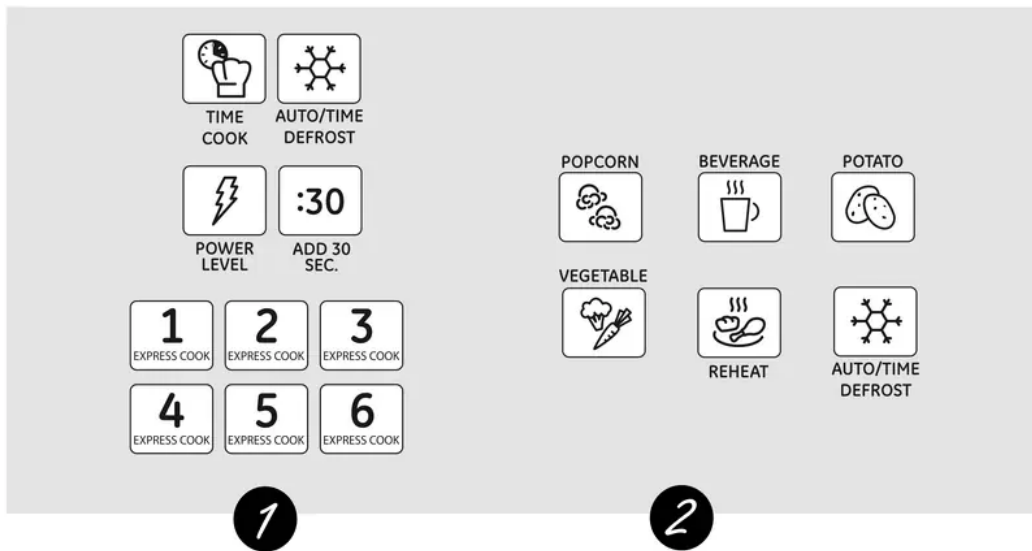 TIME
COOK
AUTO/TIME
DEFROST
POWER
LEVEL
:30
ADD 30
SEC.
1
EXPRESS COOK
2
EXPRESS COOK
3
EXPRESS COOK
4
EXPRESS COOK
5
EXPRESS COOK
6
EXPRESS COOK
1
POPCORN
BEVERAGE
POTATO
VEGETABLE
REHEAT
AUTO/TIME
DEFROST
2